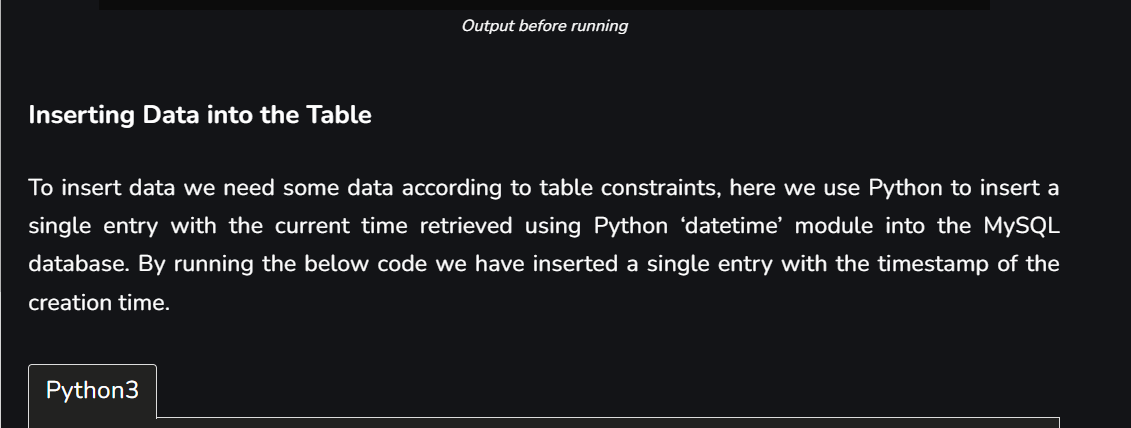 Output before running
Inserting Data into the Table
To insert data we need some data according to table constraints, here we use Python to insert a
single entry with the current time retrieved using Python ‘datetime’ module into the MySQL
database. By running the below code we have inserted a single entry with the timestamp of the
creation time.
Python3